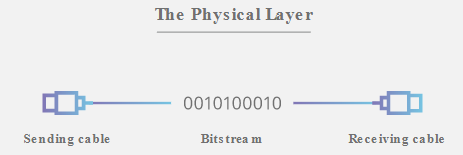 The Physical Layer
0010100010
Sending cable Bitstream Receiving cable